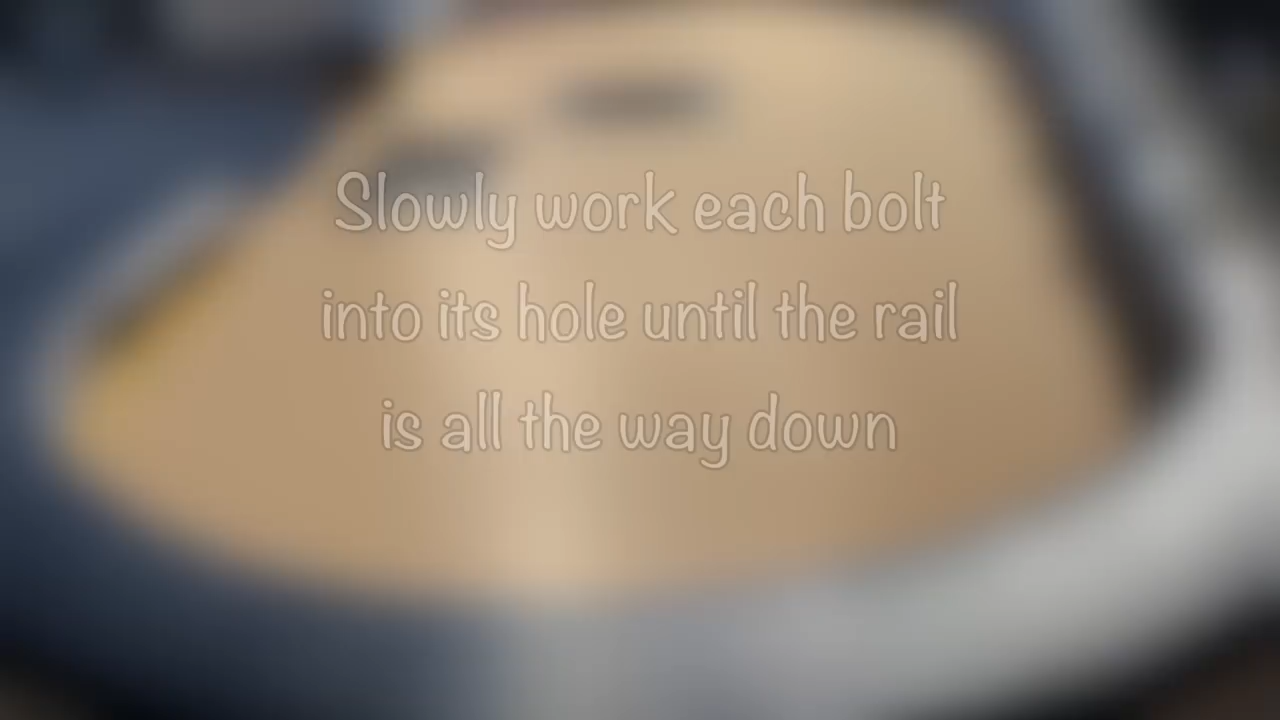 Slowly work each bolt
into its hole until the rail
is all the way down